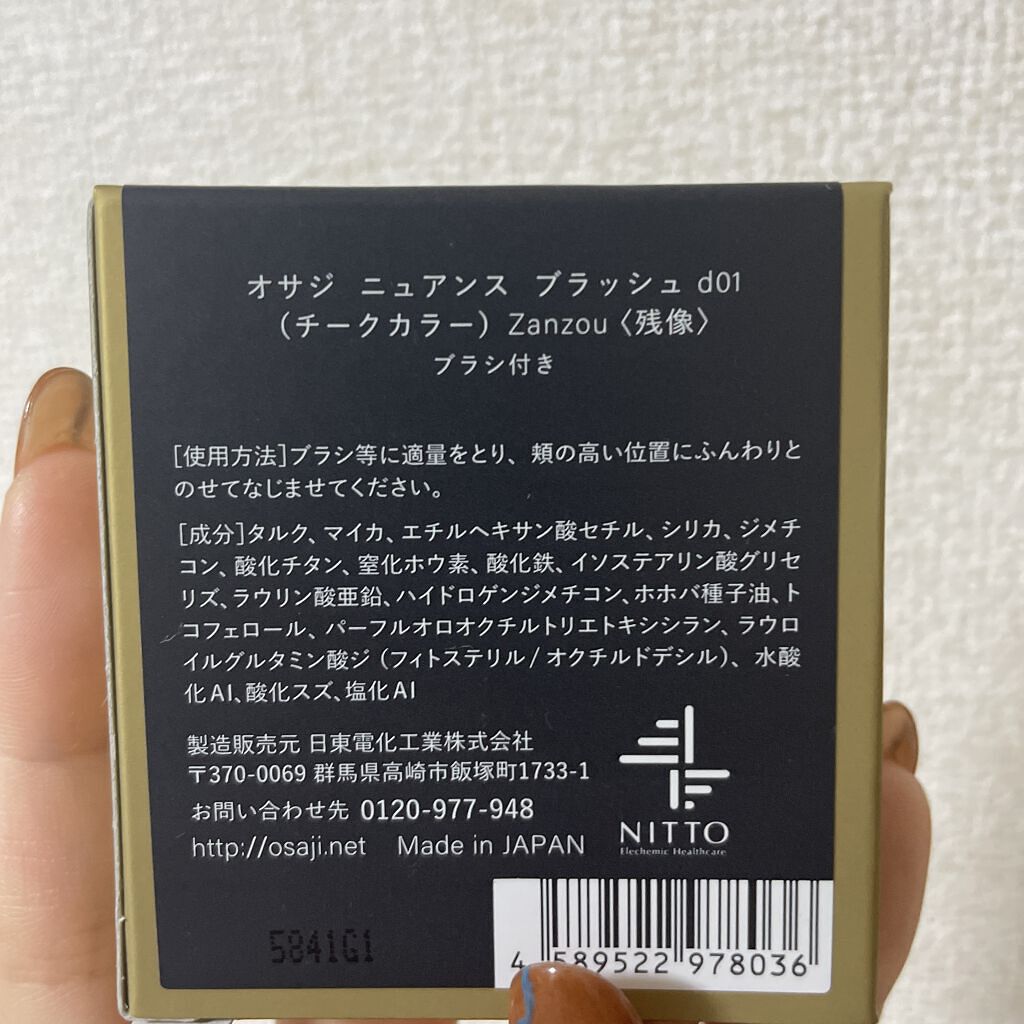 オサジ ニュアンス ブラッシュ d01
（チークカラー）Zanzou〈残像〉
ブラシ付き
[使用方法]ブラシ等に適量をとり、頬の高い位置にふんわりと
のせてなじませてください。
[成分]タルク、マイカ、エチルヘキサン酸セチル、シリカ、ジメチ
コン、酸化チタン、窒化ホウ素、酸化鉄、イソステアリン酸グリセ
リズ、ラウリン酸亜鉛、ハイドロゲンジメチコン、ホホバ種子油、ト
コフェロール、パーフルオロオクチルトリエトキシシラン、ラウロ
イルグルタミン酸ジ（フィトステリル/オクチルドデシル）、水酸
化Al、酸化スズ、塩化Al
製造販売元 日東電化工業株式会社
〒370-0069 群馬県高崎市飯塚町1733-1
お問い合わせ先 0120-977-948
http://osaji.net Made in JAPAN
NITTO
Elechemic Healthcare
5841G1
4 589522 978036